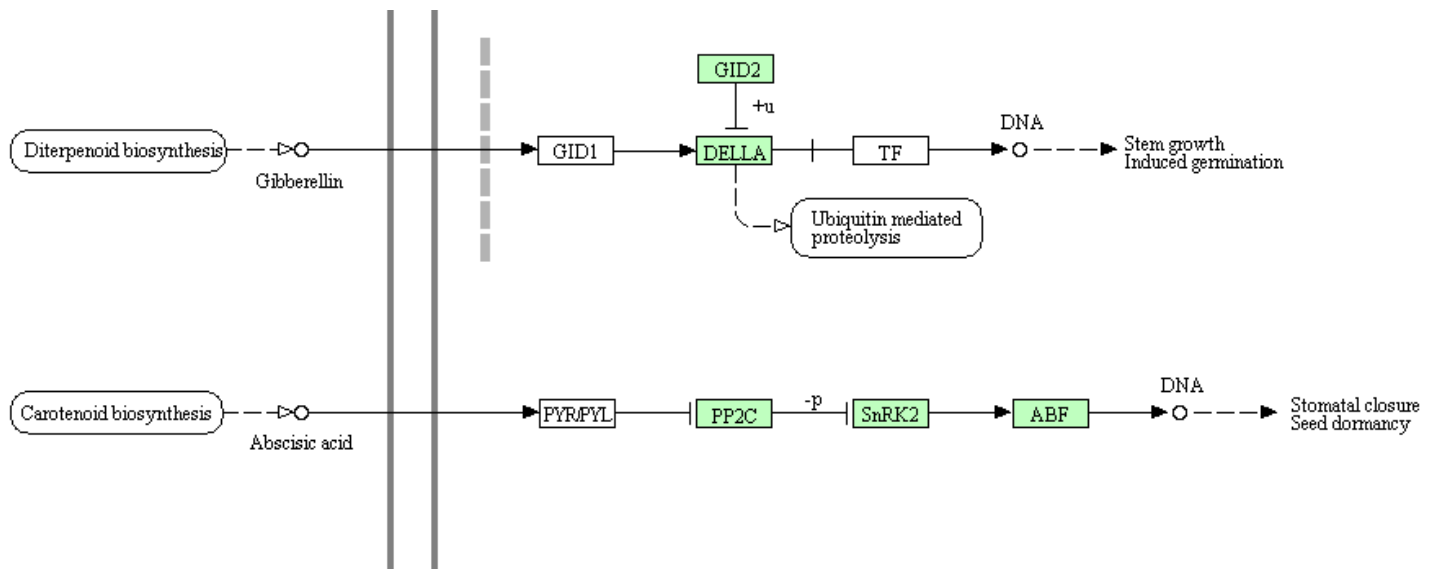 GID2
+u
DNA
Diterpenoid biosynthesis
GID1
DELLA
TF
Stem growth
Induced germination
Gibberellin
Ubiquitin mediated
proteolysis
DNA
Carotenoid biosynthesis
PYR/PYL
PP2C
-p
SnRK2
ABF
Stomatal closure
Seed dormancy
Abscisic acid